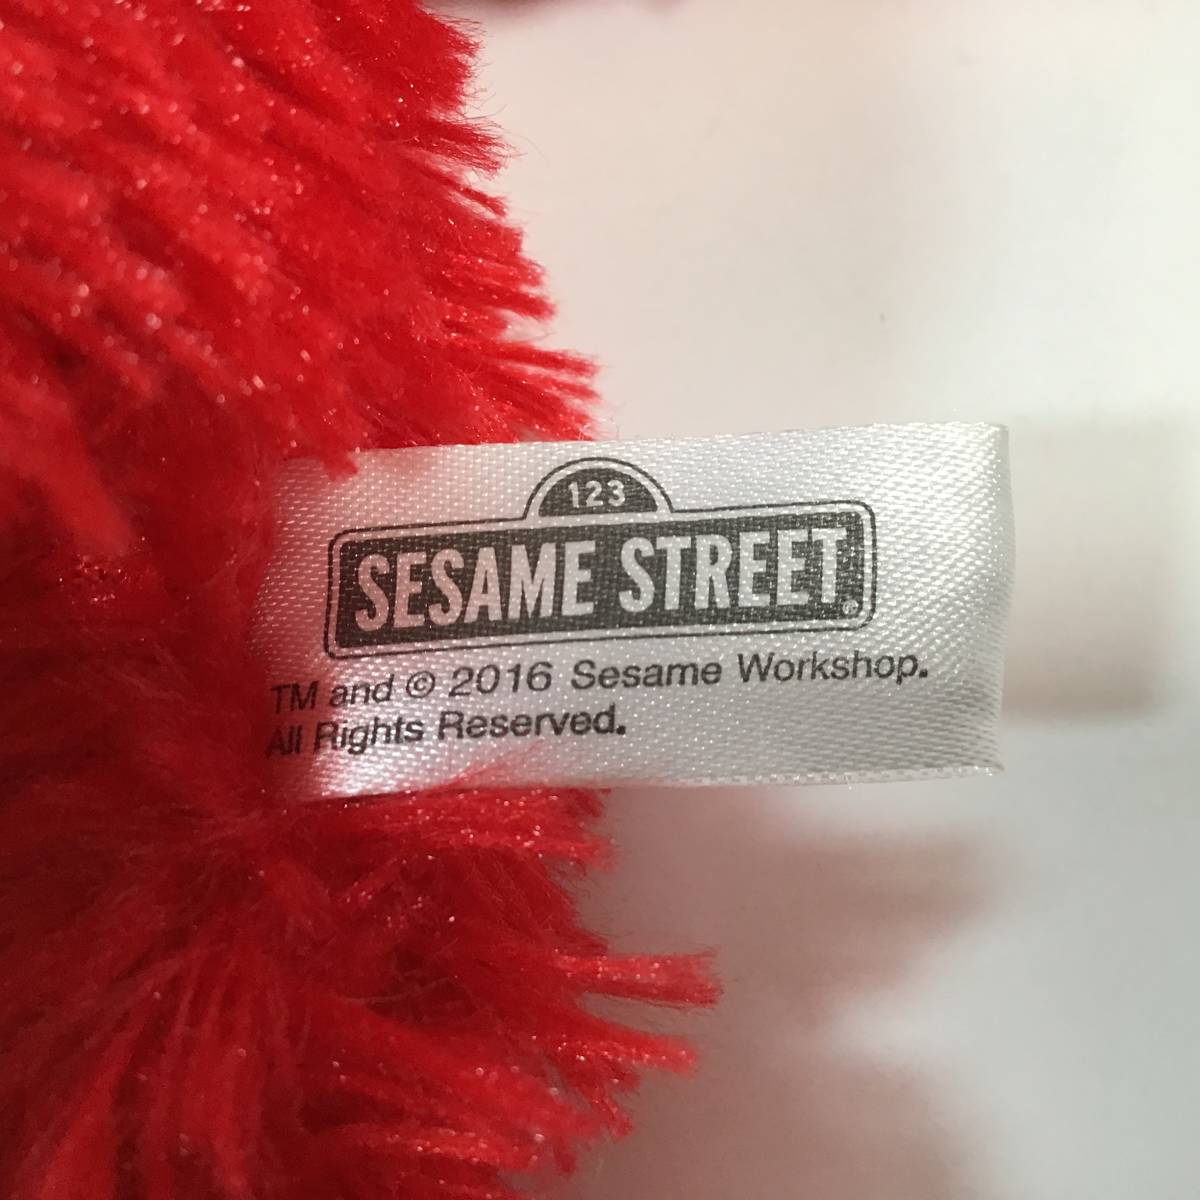 123
SESAME STREET®
TM and © 2016 Sesame Workshop.
All Rights Reserved.